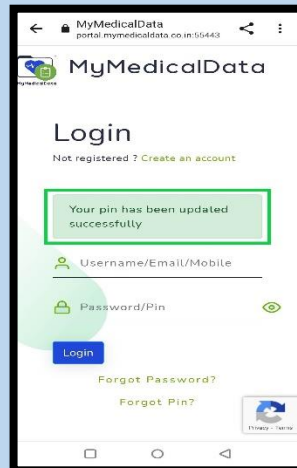 MyMedicalData
portal.mymedicaldata.co.in:55443
MyMedicalData
MyMedicalData
Login
Not registered ? Create an account
Your pin has been updated
successfully
Username/Email/Mobile
Password/Pin
Login
Forgot Password?
Forgot Pin?
Privacy - Terms